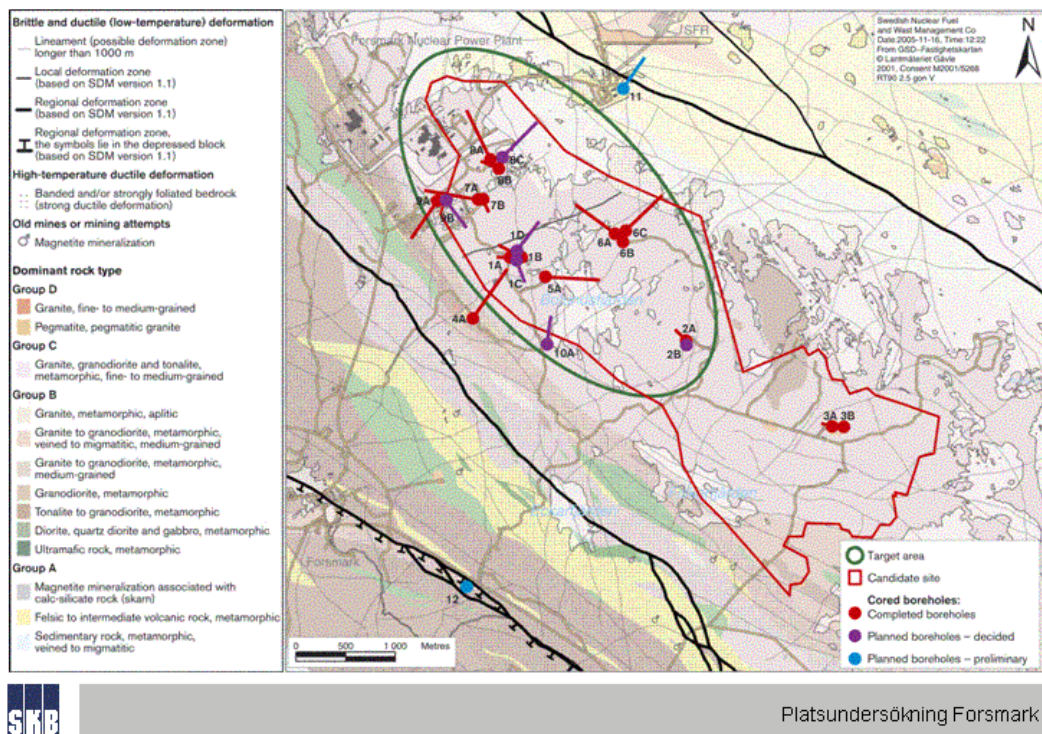 Brittle and ductile (low-temperature) deformation
Lineament (possible deformation zone)
longer than 1000 m
Local deformation zone
(based on SDM version 1.1)
Regional deformation zone
(based on SDM version 1.1)
Regional deformation zone,
the symbols lie in the depressed block
(based on SDM version 1.1)
High-temperature ductile deformation
Banded and/or strongly foliated bedrock
(strong ductile deformation)
Old mines or mining attempts
Magnetite mineralization
Dominant rock type
Group D
Granite, fine- to medium-grained
Pegmatite, pegmatitic granite
Group C
Granite, granodiorite and tonalite,
metamorphic, fine- to medium-grained
Group B
Granite, metamorphic, aplitic
Granite to granodiorite, metamorphic,
veined to migmatitic, medium-grained
Granite to granodiorite, metamorphic,
medium-grained
Granodiorite, metamorphic
Tonalite to granodiorite, metamorphic
Diorite, quartz diorite and gabbro, metamorphic
Ultramafic rock, metamorphic
Group A
Magnetite mineralization associated with
calc-silicate rock (skarn)
Felsic to intermediate volcanic rock, metamorphic
Sedimentary rock, metamorphic,
veined to migmatitic
Swedish Nuclear Fuel
and Wast Management Co
Date:2005-11-16, Time:12:22
From GSD-Fastighetskartan
© Lantmäteriet Gävle
2001, Consent M2001/5268
RT90 2.5 gon V
N
Forsmark Nuclear Power Plant
SFR
11
8A
8C
8B
9A
9B
7A
7B
1D
1A
1B
1C
6A
6C
6B
5A
4A
10A
2A
2B
3A 3B
Forsmark
12
0 500 1 000 Metres
Target area
Candidate site
Cored boreholes:
Completed boreholes
Planned boreholes – decided
Planned boreholes – preliminary
SKB
Platsundersökning Forsmark